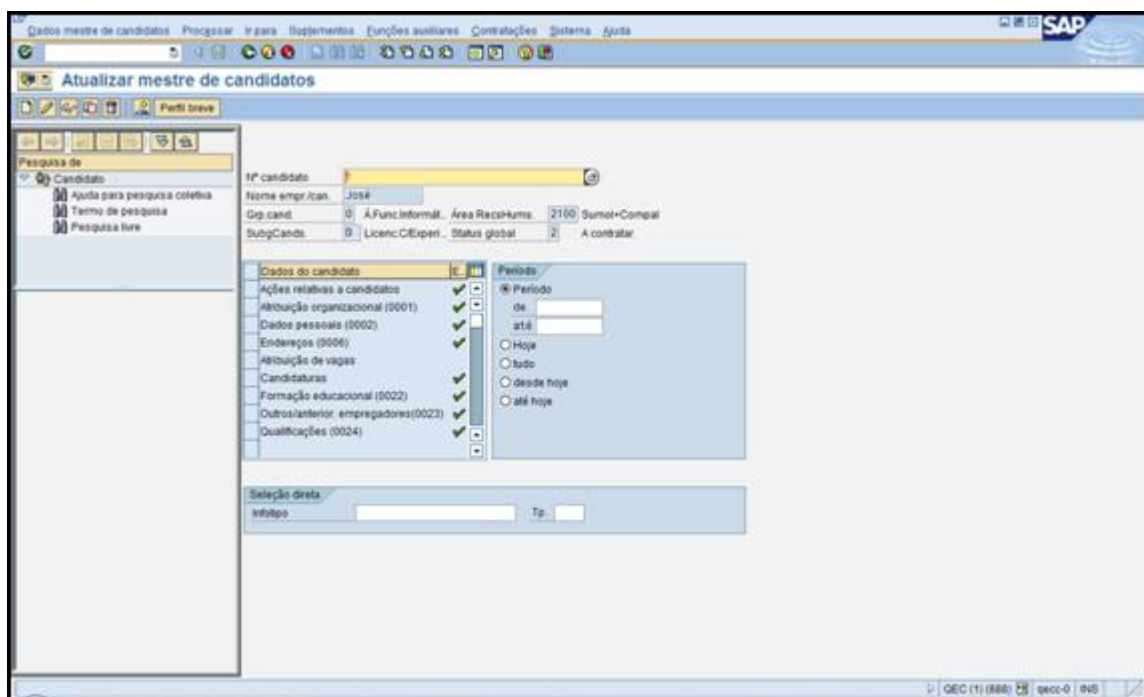 Dados mestre de candidatos Processar Ir para Suplementos Funções auxiliares Contratações Sistema Ajuda
SAP
Atualizar mestre de candidatos
Perfil breve
Pesquisa de
Candidato
Ajuda para pesquisa coletiva
Termo de pesquisa
Pesquisa livre
Nº candidato
Nome empr./can. José
Grp.cand. 0 Á.Func.Informát... Área RecsHums. 2100 Sumol+Compal
SubgCands. Licenc.C/Experi... Status global 2 A contratar
Dados do candidato E...
Ações relativas a candidatos
Atribuição organizacional (0001)
Dados pessoais (0002)
Endereços (0006)
Atribuição de vagas
Candidaturas
Formação educacional (0022)
Outros/anterior. empregadores(0023)
Qualificações (0024)
Período
Período
de
até
Hoje
tudo
desde hoje
até hoje
Seleção direta
Infotipo Tp.
QEC (1) (888) qecc-0 INS